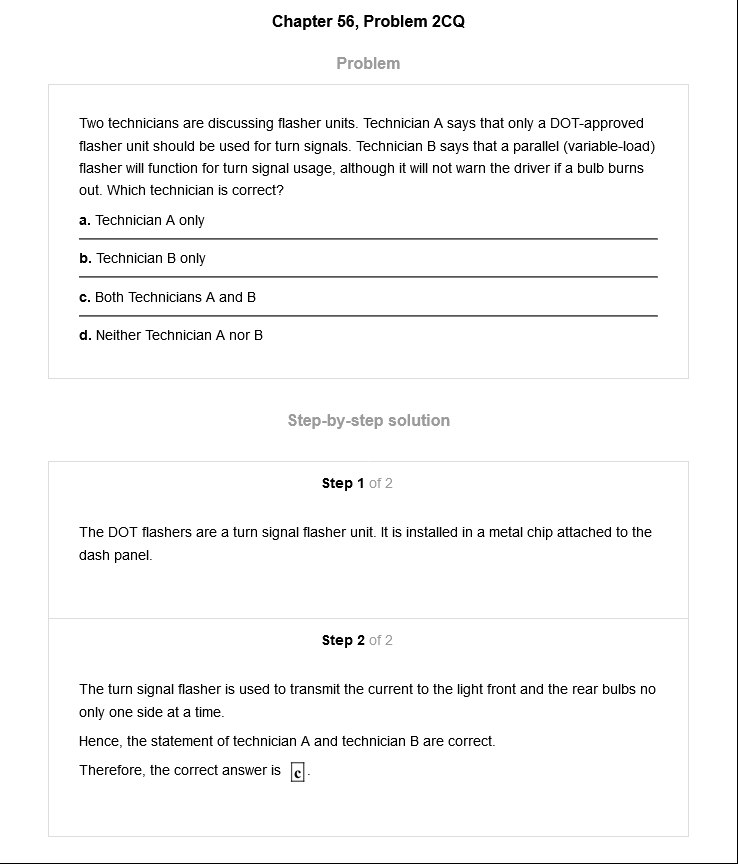 Chapter 56, Problem 2CQ
Problem
Two technicians are discussing flasher units. Technician A says that only a DOT-approved
flasher unit should be used for turn signals. Technician B says that a parallel (variable-load)
flasher will function for turn signal usage, although it will not warn the driver if a bulb burns
out. Which technician is correct?
a. Technician A only
b. Technician B only
c. Both Technicians A and B
d. Neither Technician A nor B
Step-by-step solution
Step 1 of 2
The DOT flashers are a turn signal flasher unit. It is installed in a metal chip attached to the
dash panel.
Step 2 of 2
The turn signal flasher is used to transmit the current to the light front and the rear bulbs no
only one side at a time.
Hence, the statement of technician A and technician B are correct.
Therefore, the correct answer is c.